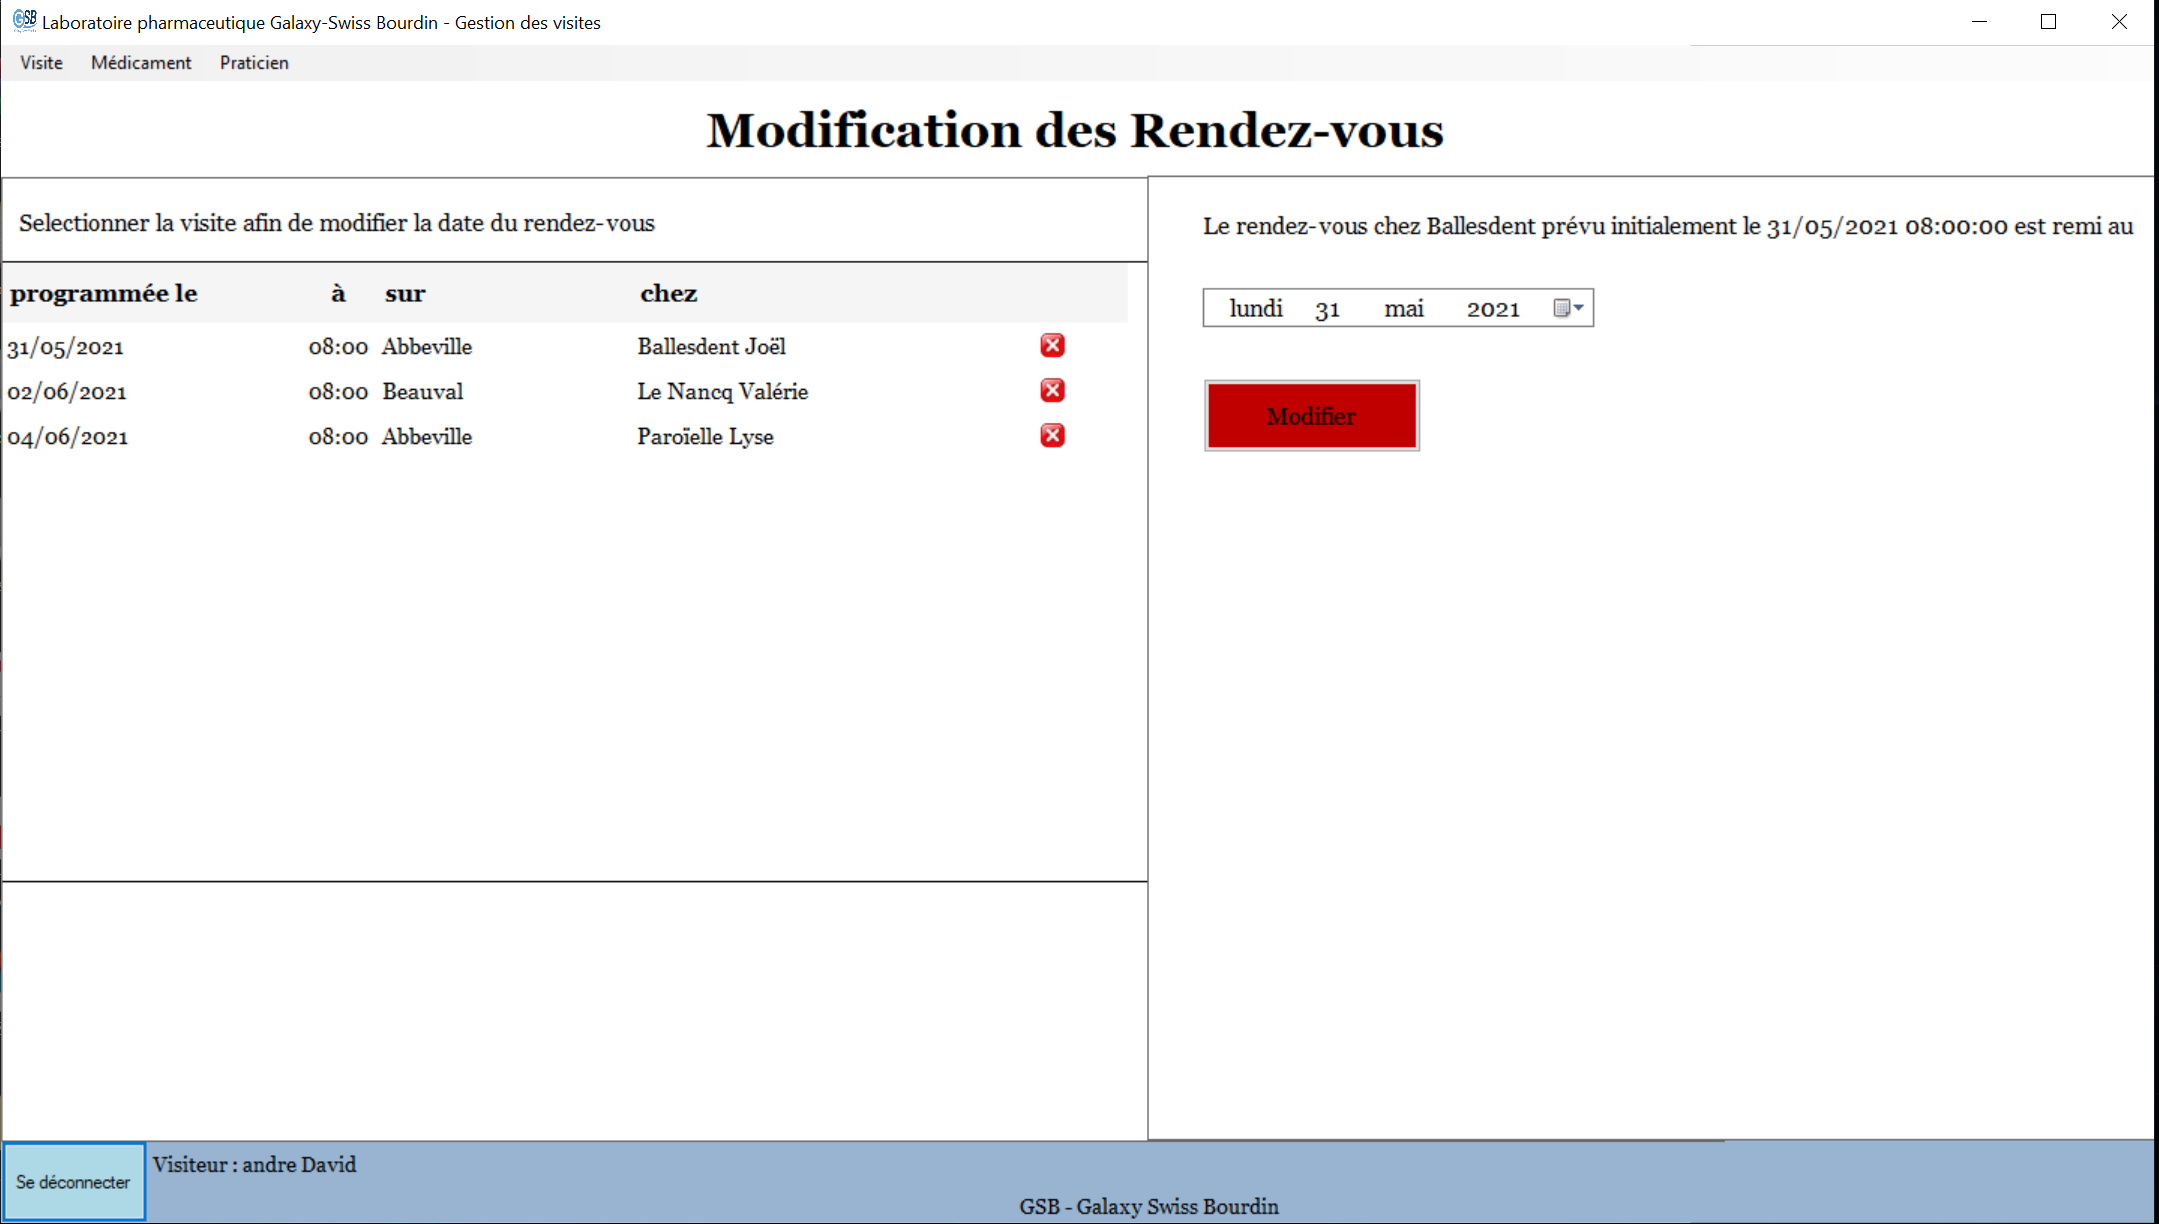 GSB Laboratoire pharmaceutique Galaxy-Swiss Bourdin - Gestion des visites
Visite Médicament Praticien
Modification des Rendez-vous
Selectionner la visite afin de modifier la date du rendez-vous
programmée le à sur chez
31/05/2021 08:00 Abbeville Ballesdent Joël
02/06/2021 08:00 Beauval Le Nancq Valérie
04/06/2021 08:00 Abbeville Paroïelle Lyse
Le rendez-vous chez Ballesdent prévu initialement le 31/05/2021 08:00:00 est remi au
lundi 31 mai 2021
Modifier
Se déconnecter
Visiteur : andre David
GSB - Galaxy Swiss Bourdin